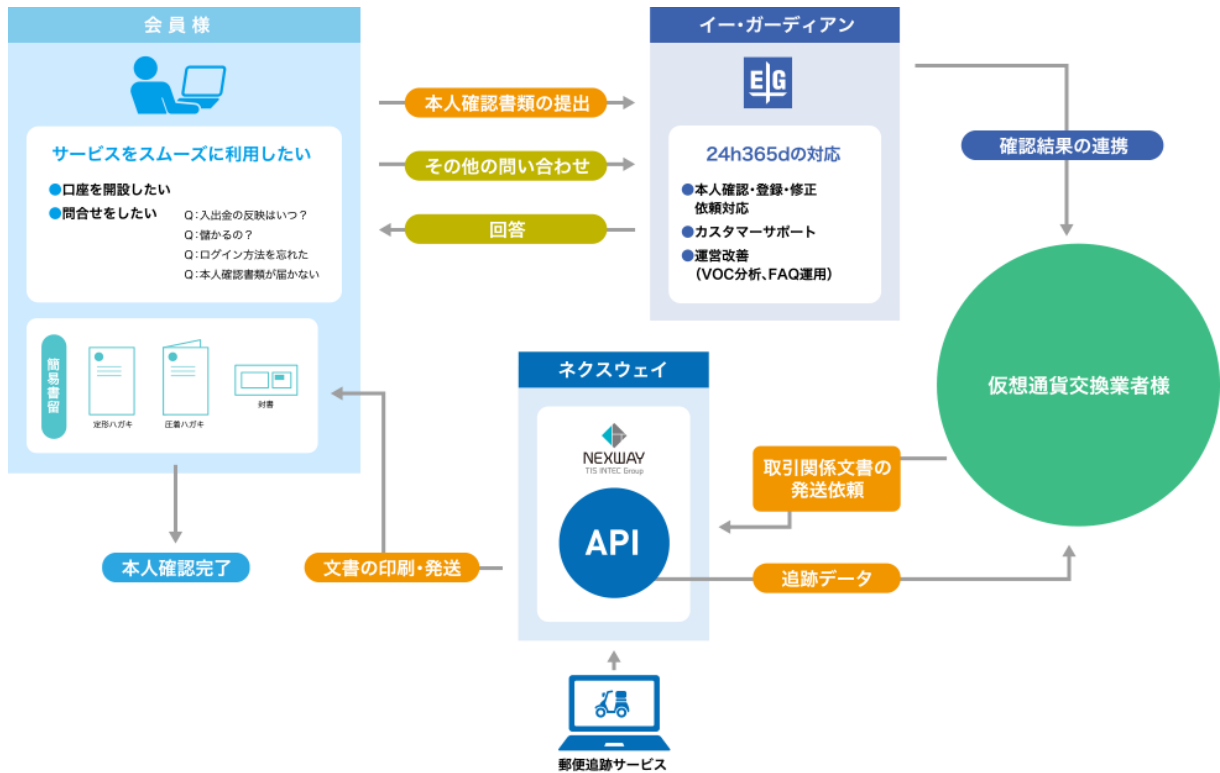 会員様
サービスをスムーズに利用したい
●口座を開設したい
●問合せをしたい
Q:入出金の反映はいつ？
Q:儲かるの？
Q:ログイン方法を忘れた
Q:本人確認書類が届かない
簡易書留
定形ハガキ
圧着ハガキ
封書
本人確認完了
本人確認書類の提出
その他の問い合わせ
回答
イー・ガーディアン
EG
24h365dの対応
●本人確認・登録・修正
依頼対応
●カスタマーサポート
●運営改善
（VOC分析、FAQ運用）
確認結果の連携
仮想通貨交換業者様
取引関係文書の
発送依頼
ネクスウェイ
NEXWAY
TIS INTEC Group
API
文書の印刷・発送
追跡データ
郵便追跡サービス